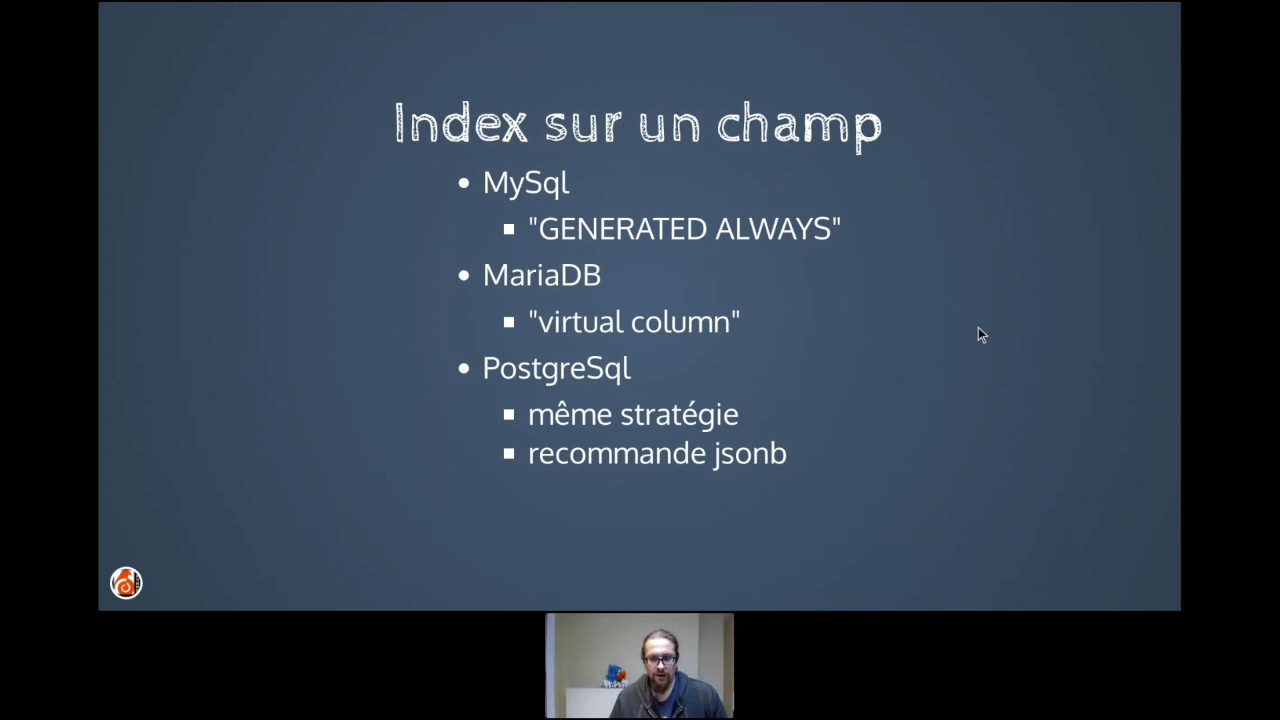 Index sur un champ
MySql
"GENERATED ALWAYS"
MariaDB
"virtual column"
PostgreSql
même stratégie
recommande jsonb